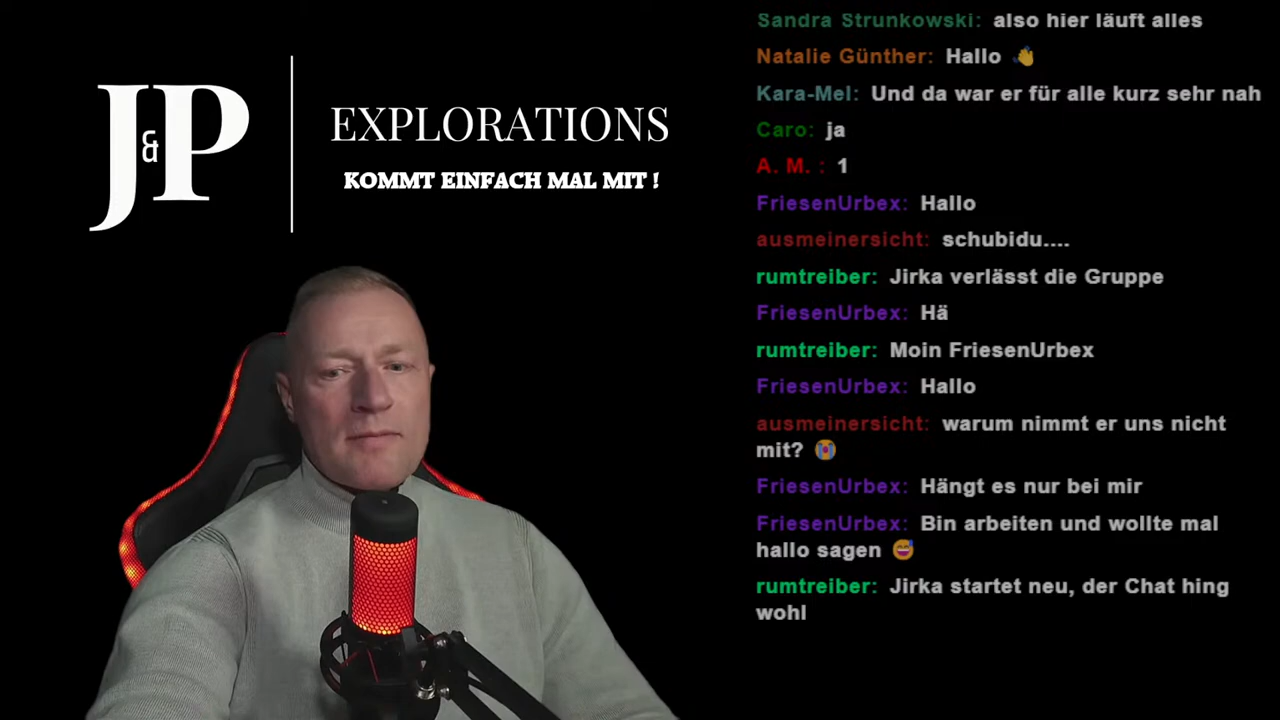 J&P
EXPLORATIONS
KOMMT EINFACH MAL MIT !
Sandra Strunkowski: also hier läuft alles
Natalie Günther: Hallo 👋
Kara-Mel: Und da war er für alle kurz sehr nah
Caro: ja
A. M. : 1
FriesenUrbex: Hallo
ausmeinersicht: schubidu....
rumtreiber: Jirka verlässt die Gruppe
FriesenUrbex: Hä
rumtreiber: Moin FriesenUrbex
FriesenUrbex: Hallo
ausmeinersicht: warum nimmt er uns nicht
mit? 😭
FriesenUrbex: Hängt es nur bei mir
FriesenUrbex: Bin arbeiten und wollte mal
hallo sagen 😅
rumtreiber: Jirka startet neu, der Chat hing
wohl